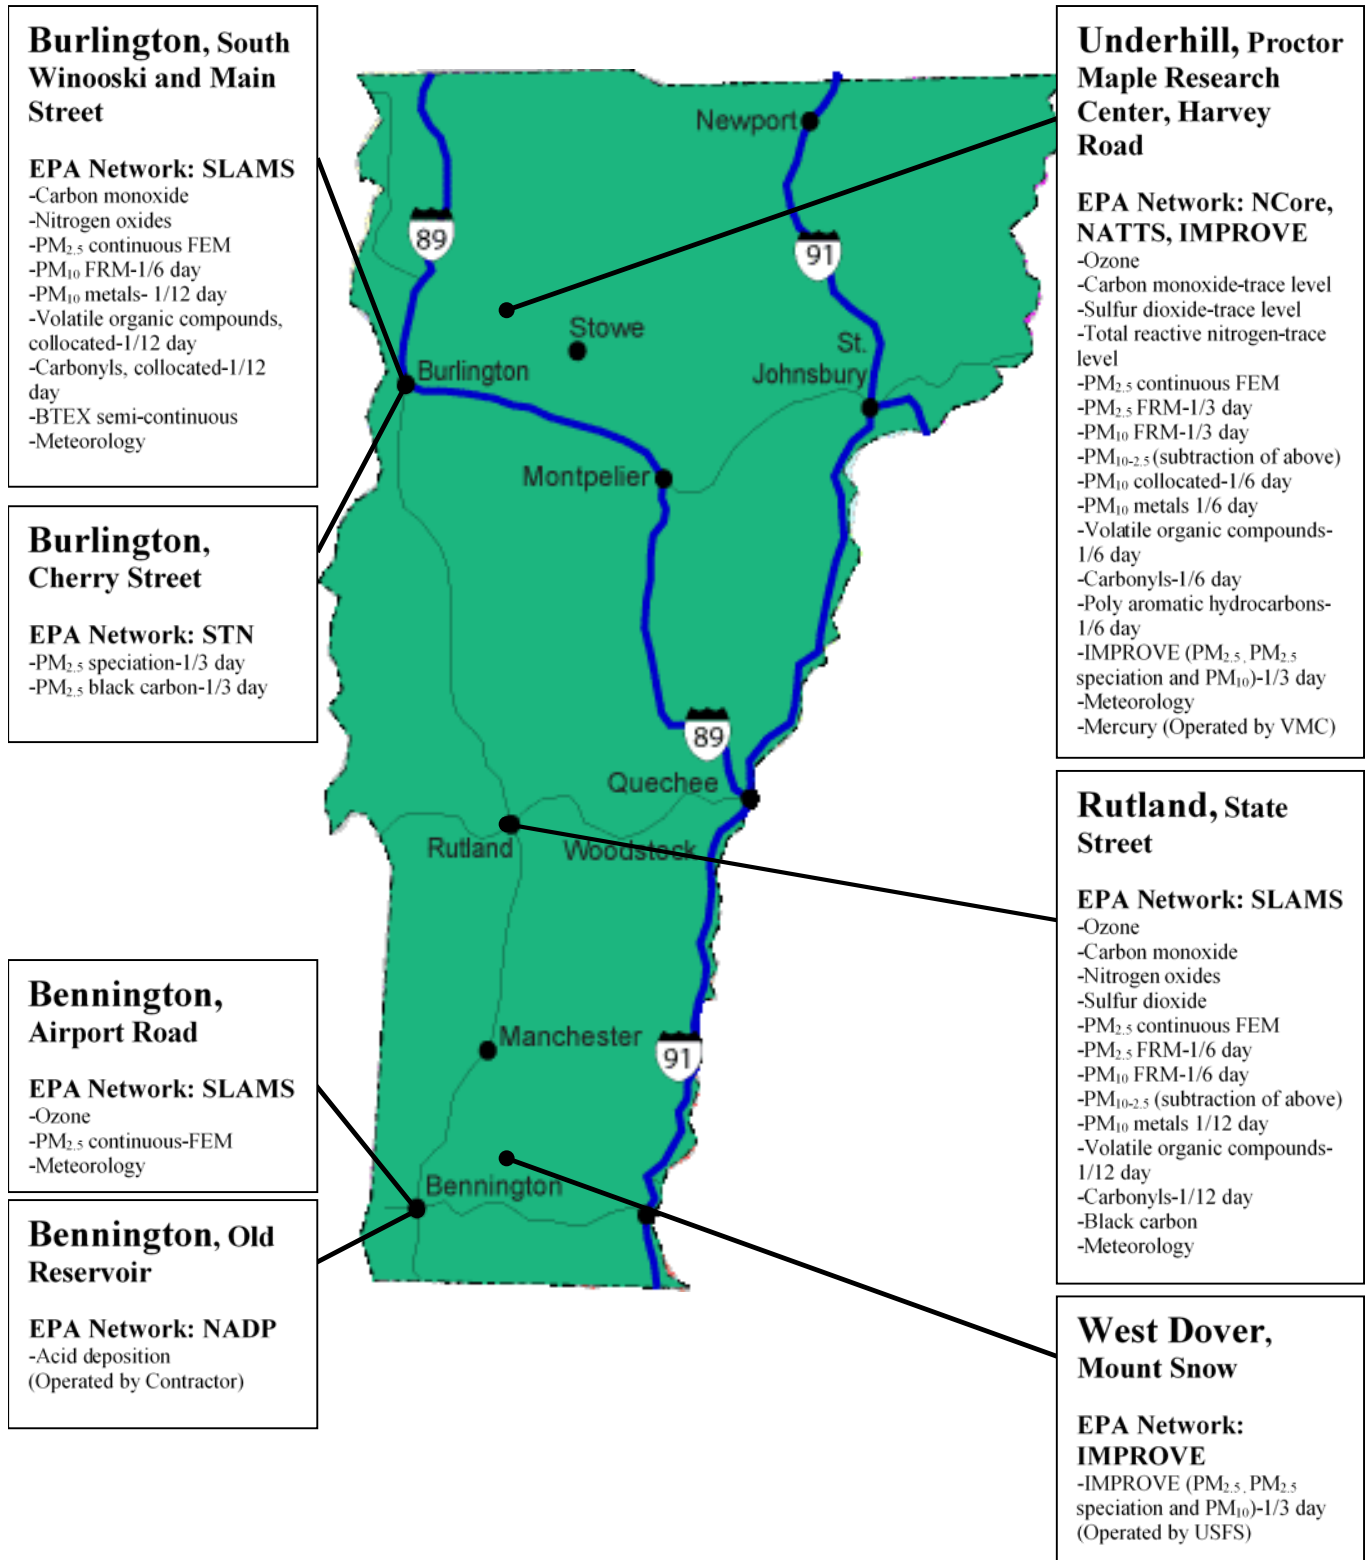 Burlington, South
Winooski and Main
Street
EPA Network: SLAMS
-Carbon monoxide
-Nitrogen oxides
-PM2.5 continuous FEM
-PM10 FRM-1/6 day
-PM10 metals- 1/12 day
-Volatile organic compounds,
collocated-1/12 day
-Carbonyls, collocated-1/12
day
-BTEX semi-continuous
-Meteorology
Burlington,
Cherry Street
EPA Network: STN
-PM2.5 speciation-1/3 day
-PM2.5 black carbon-1/3 day
Bennington,
Airport Road
EPA Network: SLAMS
-Ozone
-PM2.5 continuous-FEM
-Meteorology
Bennington, Old
Reservoir
EPA Network: NADP
-Acid deposition
(Operated by Contractor)
Newport
89
91
Stowe
St.
Johnsbury
Burlington
Montpelier
89
Quechee
Rutland
Woodstock
Manchester
91
Bennington
Underhill, Proctor
Maple Research
Center, Harvey
Road
EPA Network: NCore,
NATTS, IMPROVE
-Ozone
-Carbon monoxide-trace level
-Sulfur dioxide-trace level
-Total reactive nitrogen-trace
level
-PM2.5 continuous FEM
-PM2.5 FRM-1/3 day
-PM10 FRM-1/3 day
-PM10-2.5 (subtraction of above)
-PM10 collocated-1/6 day
-PM10 metals 1/6 day
-Volatile organic compounds-
1/6 day
-Carbonyls-1/6 day
-Poly aromatic hydrocarbons-
1/6 day
-IMPROVE (PM2.5, PM2.5
speciation and PM10)-1/3 day
-Meteorology
-Mercury (Operated by VMC)
Rutland, State
Street
EPA Network: SLAMS
-Ozone
-Carbon monoxide
-Nitrogen oxides
-Sulfur dioxide
-PM2.5 continuous FEM
-PM2.5 FRM-1/6 day
-PM10 FRM-1/6 day
-PM10-2.5 (subtraction of above)
-PM10 metals 1/12 day
-Volatile organic compounds-
1/12 day
-Carbonyls-1/12 day
-Black carbon
-Meteorology
West Dover,
Mount Snow
EPA Network:
IMPROVE
-IMPROVE (PM2.5, PM2.5
speciation and PM10)-1/3 day
(Operated by USFS)